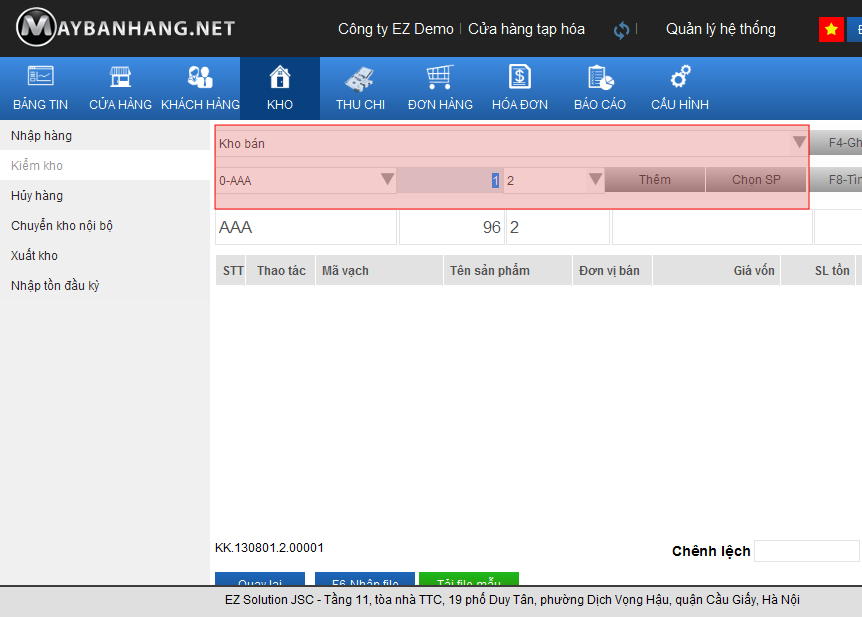 MAYBANHANG.NET
Công ty EZ Demo | Cửa hàng tạp hóa
Quản lý hệ thống
BẢNG TIN CỬA HÀNG KHÁCH HÀNG KHO THU CHI ĐƠN HÀNG HÓA ĐƠN BÁO CÁO CẤU HÌNH
Nhập hàng
Kiểm kho
Hủy hàng
Chuyển kho nội bộ
Xuất kho
Nhập tồn đầu kỳ
Kho bán
F4-Gh
0-AAA 1 2 Thêm Chon SP
AAA 96 2
STT Thao tác Mã vạch Tên sản phẩm Đơn vị bán Giá vốn SL tồn
KK.130801.2.00001
Chênh lệch
Quay lại F6-Nhập file Tải file mẫu
EZ Solution JSC - Tầng 11, tòa nhà TTC, 19 phố Duy Tân, phường Dịch Vọng Hậu, quận Cầu Giấy, Hà Nội